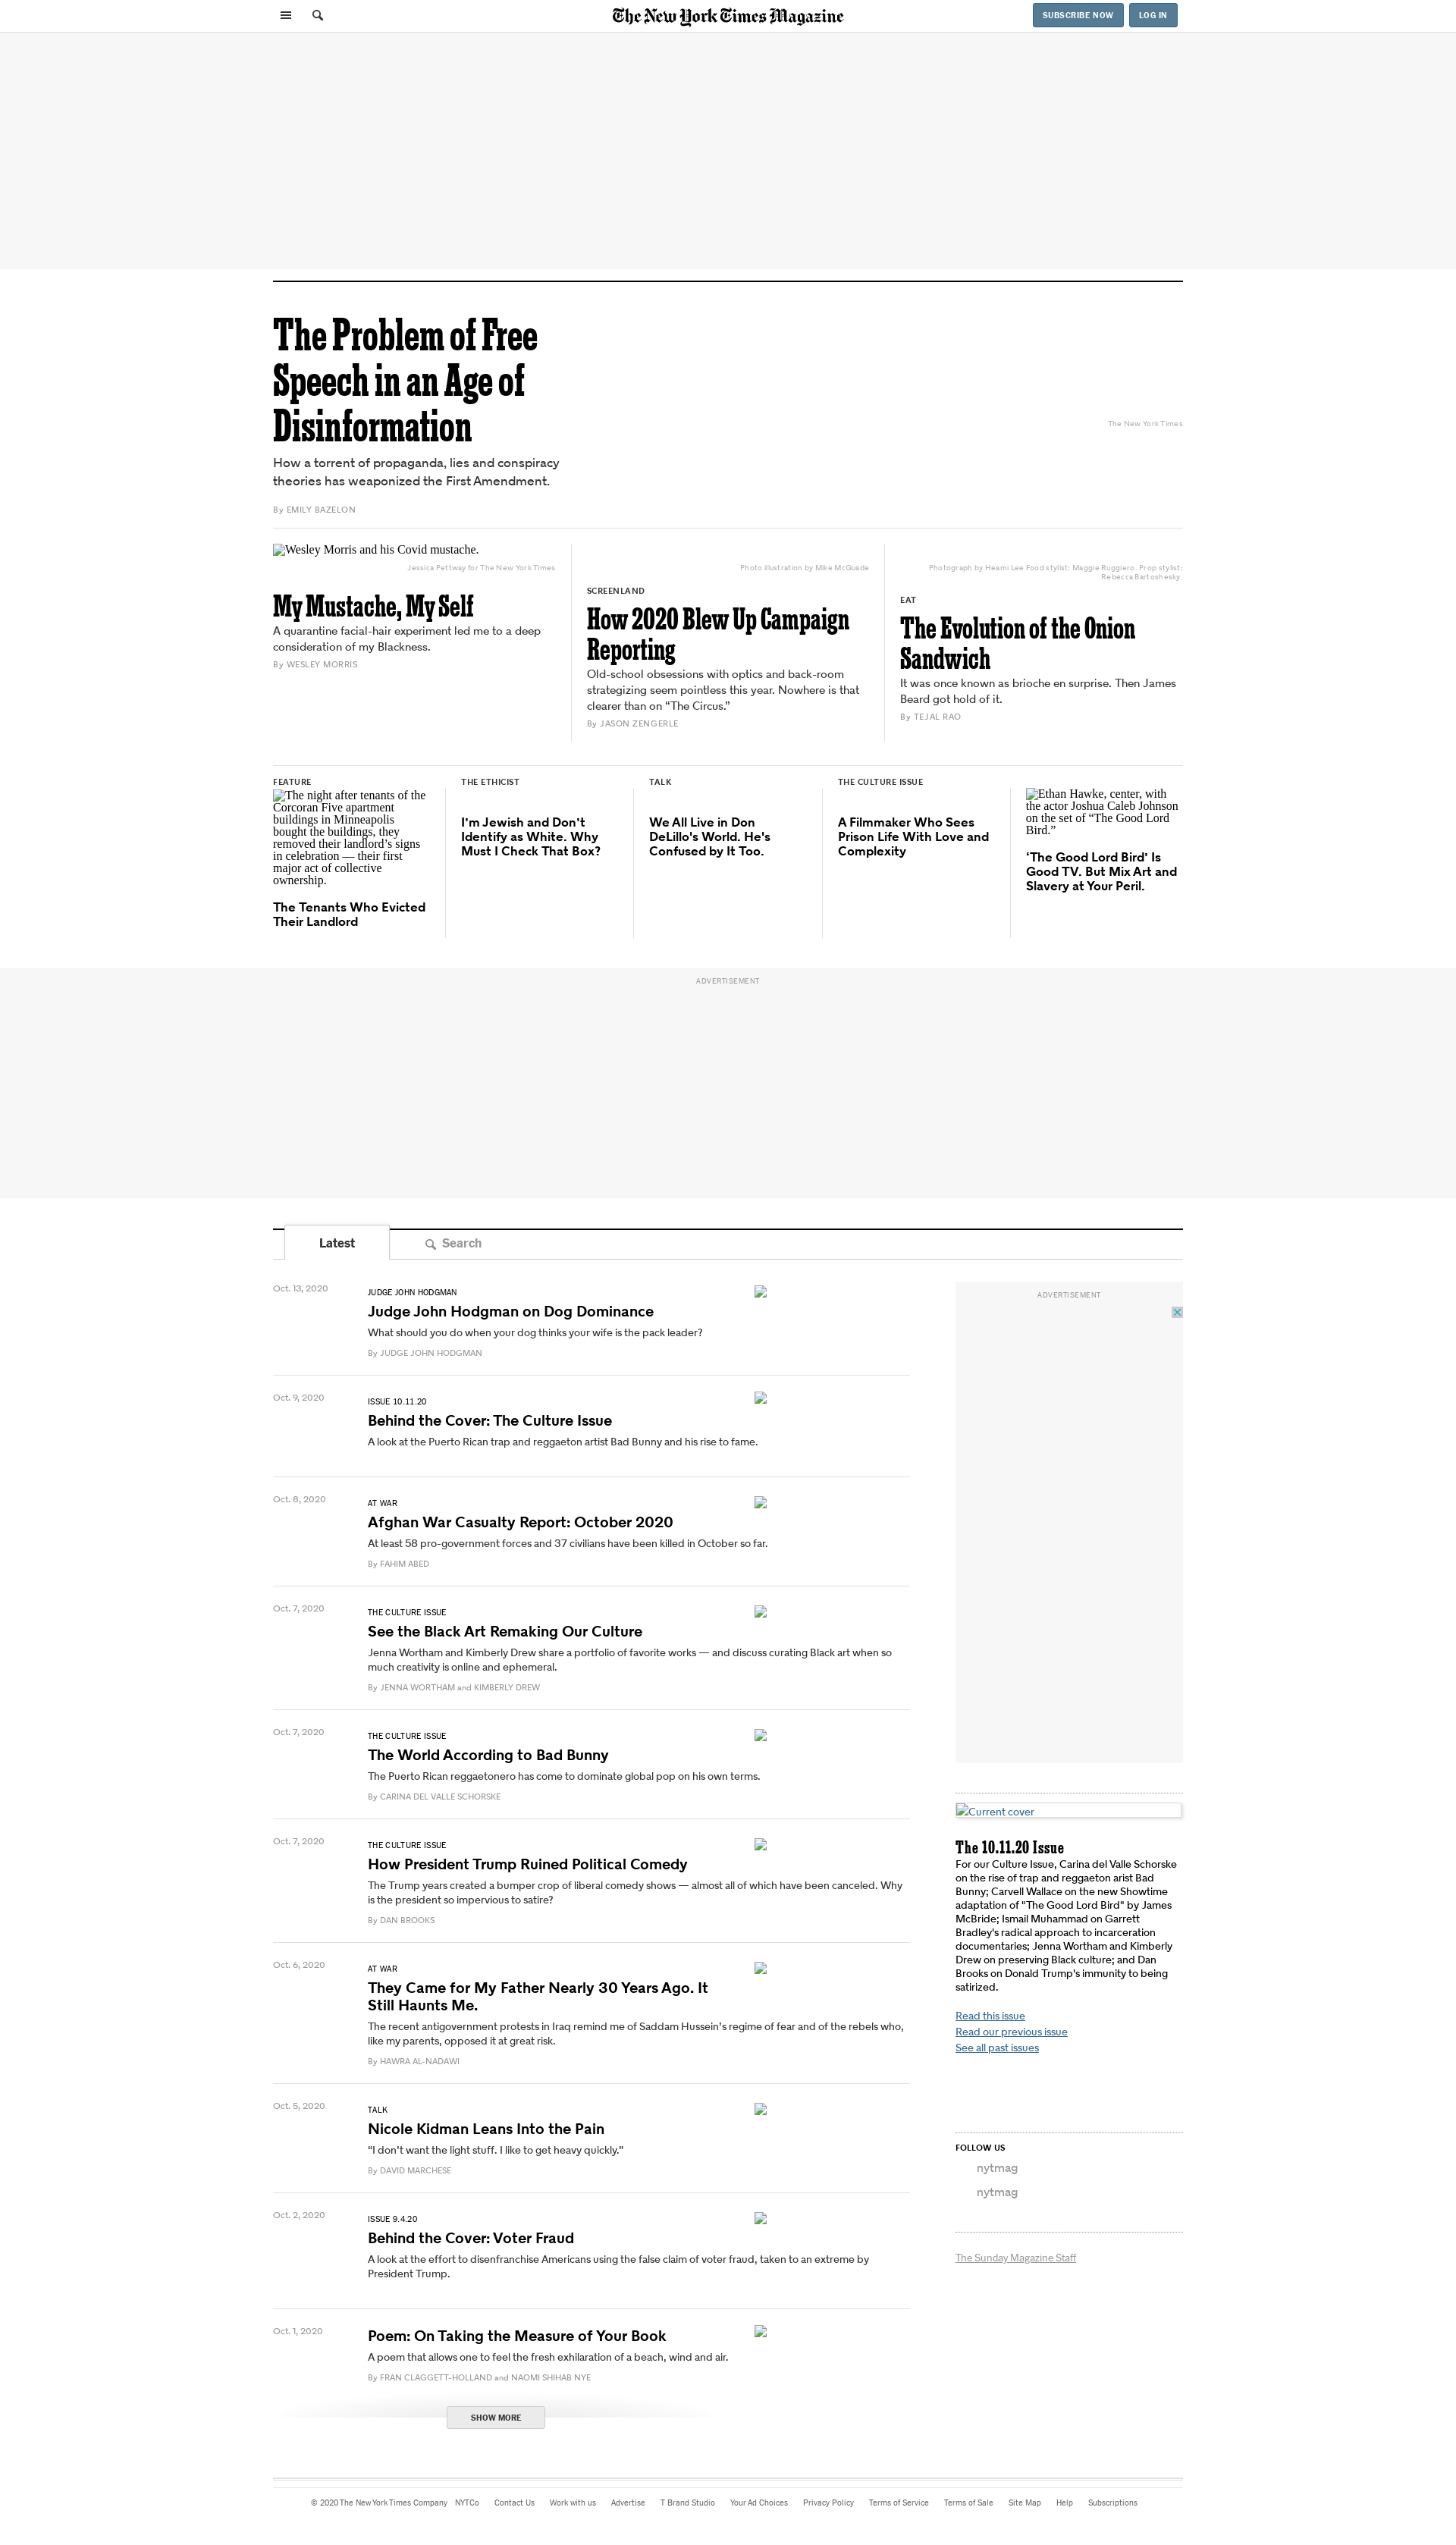 The New York Times Magazine
SUBSCRIBE NOW
LOG IN
The Problem of Free
Speech in an Age of
Disinformation
How a torrent of propaganda, lies and conspiracy
theories has weaponized the First Amendment.
By EMILY BAZELON
The New York Times
Wesley Morris and his Covid mustache.
Jessica Pettway for The New York Times
My Mustache, My Self
A quarantine facial-hair experiment led me to a deep
consideration of my Blackness.
By WESLEY MORRIS
Photo illustration by Mike McQuade
SCREENLAND
How 2020 Blew Up Campaign
Reporting
Old-school obsessions with optics and back-room
strategizing seem pointless this year. Nowhere is that
clearer than on “The Circus.”
By JASON ZENGERLE
Photograph by Heami Lee Food stylist: Maggie Ruggiero. Prop stylist:
Rebecca Bartoshesky.
EAT
The Evolution of the Onion
Sandwich
It was once known as brioche en surprise. Then James
Beard got hold of it.
By TEJAL RAO
FEATURE
The night after tenants of the
Corcoran Five apartment
buildings in Minneapolis
bought the buildings, they
removed their landlord’s signs
in celebration — their first
major act of collective
ownership.
The Tenants Who Evicted
Their Landlord
THE ETHICIST
I’m Jewish and Don’t
Identify as White. Why
Must I Check That Box?
TALK
We All Live in Don
DeLillo's World. He's
Confused by It Too.
THE CULTURE ISSUE
A Filmmaker Who Sees
Prison Life With Love and
Complexity
Ethan Hawke, center, with
the actor Joshua Caleb Johnson
on the set of “The Good Lord
Bird.”
‘The Good Lord Bird’ Is
Good TV. But Mix Art and
Slavery at Your Peril.
ADVERTISEMENT
Latest
Search
Oct. 13, 2020
JUDGE JOHN HODGMAN
Judge John Hodgman on Dog Dominance
What should you do when your dog thinks your wife is the pack leader?
By JUDGE JOHN HODGMAN
Oct. 9, 2020
ISSUE 10.11.20
Behind the Cover: The Culture Issue
A look at the Puerto Rican trap and reggaeton artist Bad Bunny and his rise to fame.
Oct. 8, 2020
AT WAR
Afghan War Casualty Report: October 2020
At least 58 pro-government forces and 37 civilians have been killed in October so far.
By FAHIM ABED
Oct. 7, 2020
THE CULTURE ISSUE
See the Black Art Remaking Our Culture
Jenna Wortham and Kimberly Drew share a portfolio of favorite works — and discuss curating Black art when so
much creativity is online and ephemeral.
By JENNA WORTHAM and KIMBERLY DREW
Oct. 7, 2020
THE CULTURE ISSUE
The World According to Bad Bunny
The Puerto Rican reggaetonero has come to dominate global pop on his own terms.
By CARINA DEL VALLE SCHORSKE
Oct. 7, 2020
THE CULTURE ISSUE
How President Trump Ruined Political Comedy
The Trump years created a bumper crop of liberal comedy shows — almost all of which have been canceled. Why
is the president so impervious to satire?
By DAN BROOKS
Oct. 6, 2020
AT WAR
They Came for My Father Nearly 30 Years Ago. It
Still Haunts Me.
The recent antigovernment protests in Iraq remind me of Saddam Hussein’s regime of fear and of the rebels who,
like my parents, opposed it at great risk.
By HAWRA AL-NADAWI
Oct. 5, 2020
TALK
Nicole Kidman Leans Into the Pain
“I don’t want the light stuff. I like to get heavy quickly.”
By DAVID MARCHESE
Oct. 2, 2020
ISSUE 9.4.20
Behind the Cover: Voter Fraud
A look at the effort to disenfranchise Americans using the false claim of voter fraud, taken to an extreme by
President Trump.
Oct. 1, 2020
Poem: On Taking the Measure of Your Book
A poem that allows one to feel the fresh exhilaration of a beach, wind and air.
By FRAN CLAGGETT-HOLLAND and NAOMI SHIHAB NYE
SHOW MORE
ADVERTISEMENT
Current cover
The 10.11.20 Issue
For our Culture Issue, Carina del Valle Schorske
on the rise of trap and reggaeton arist Bad
Bunny; Carvell Wallace on the new Showtime
adaptation of "The Good Lord Bird" by James
McBride; Ismail Muhammad on Garrett
Bradley's radical approach to incarceration
documentaries; Jenna Wortham and Kimberly
Drew on preserving Black culture; and Dan
Brooks on Donald Trump's immunity to being
satirized.
Read this issue
Read our previous issue
See all past issues
FOLLOW US
nytmag
nytmag
The Sunday Magazine Staff
© 2020 The New York Times Company NYTCo Contact Us Work with us Advertise T Brand Studio Your Ad Choices Privacy Policy Terms of Service Terms of Sale Site Map Help Subscriptions